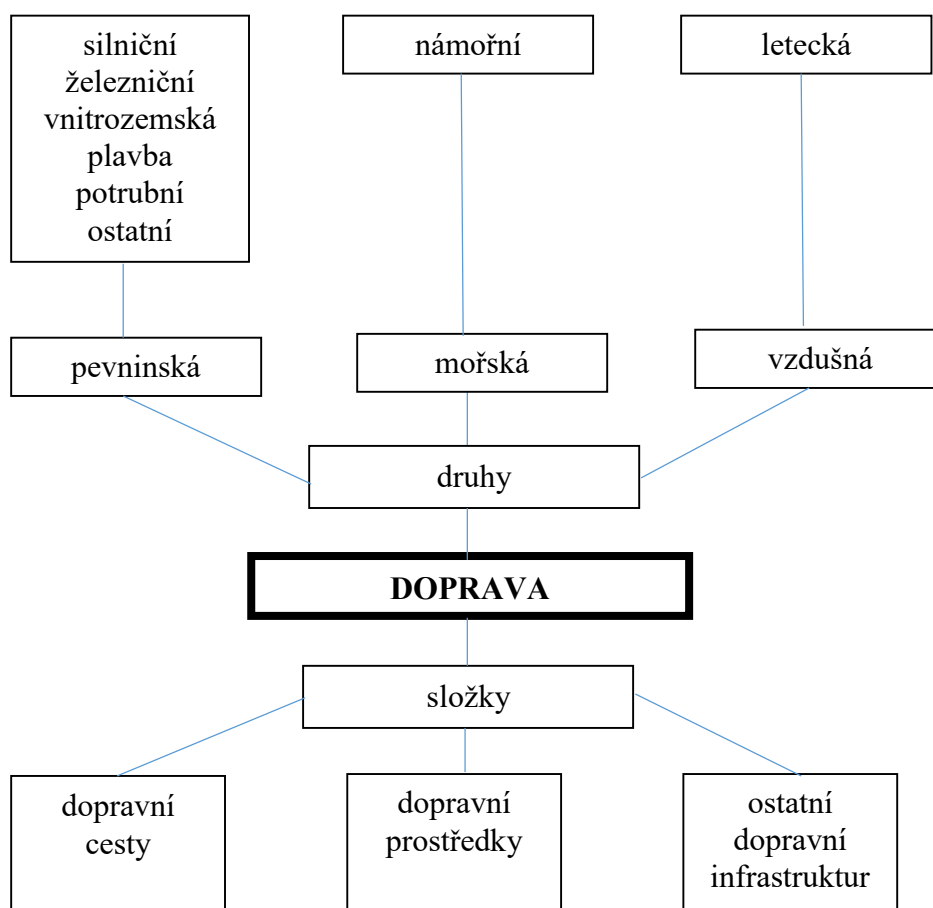 silniční
železniční
vnitrozemská
plavba
potrubní
ostatní
námořní
letecká
pevninská
mořská
vzdušná
druhy
DOPRAVA
složky
dopravní
cesty
dopravní
prostředky
ostatní
dopravní
infrastruktur